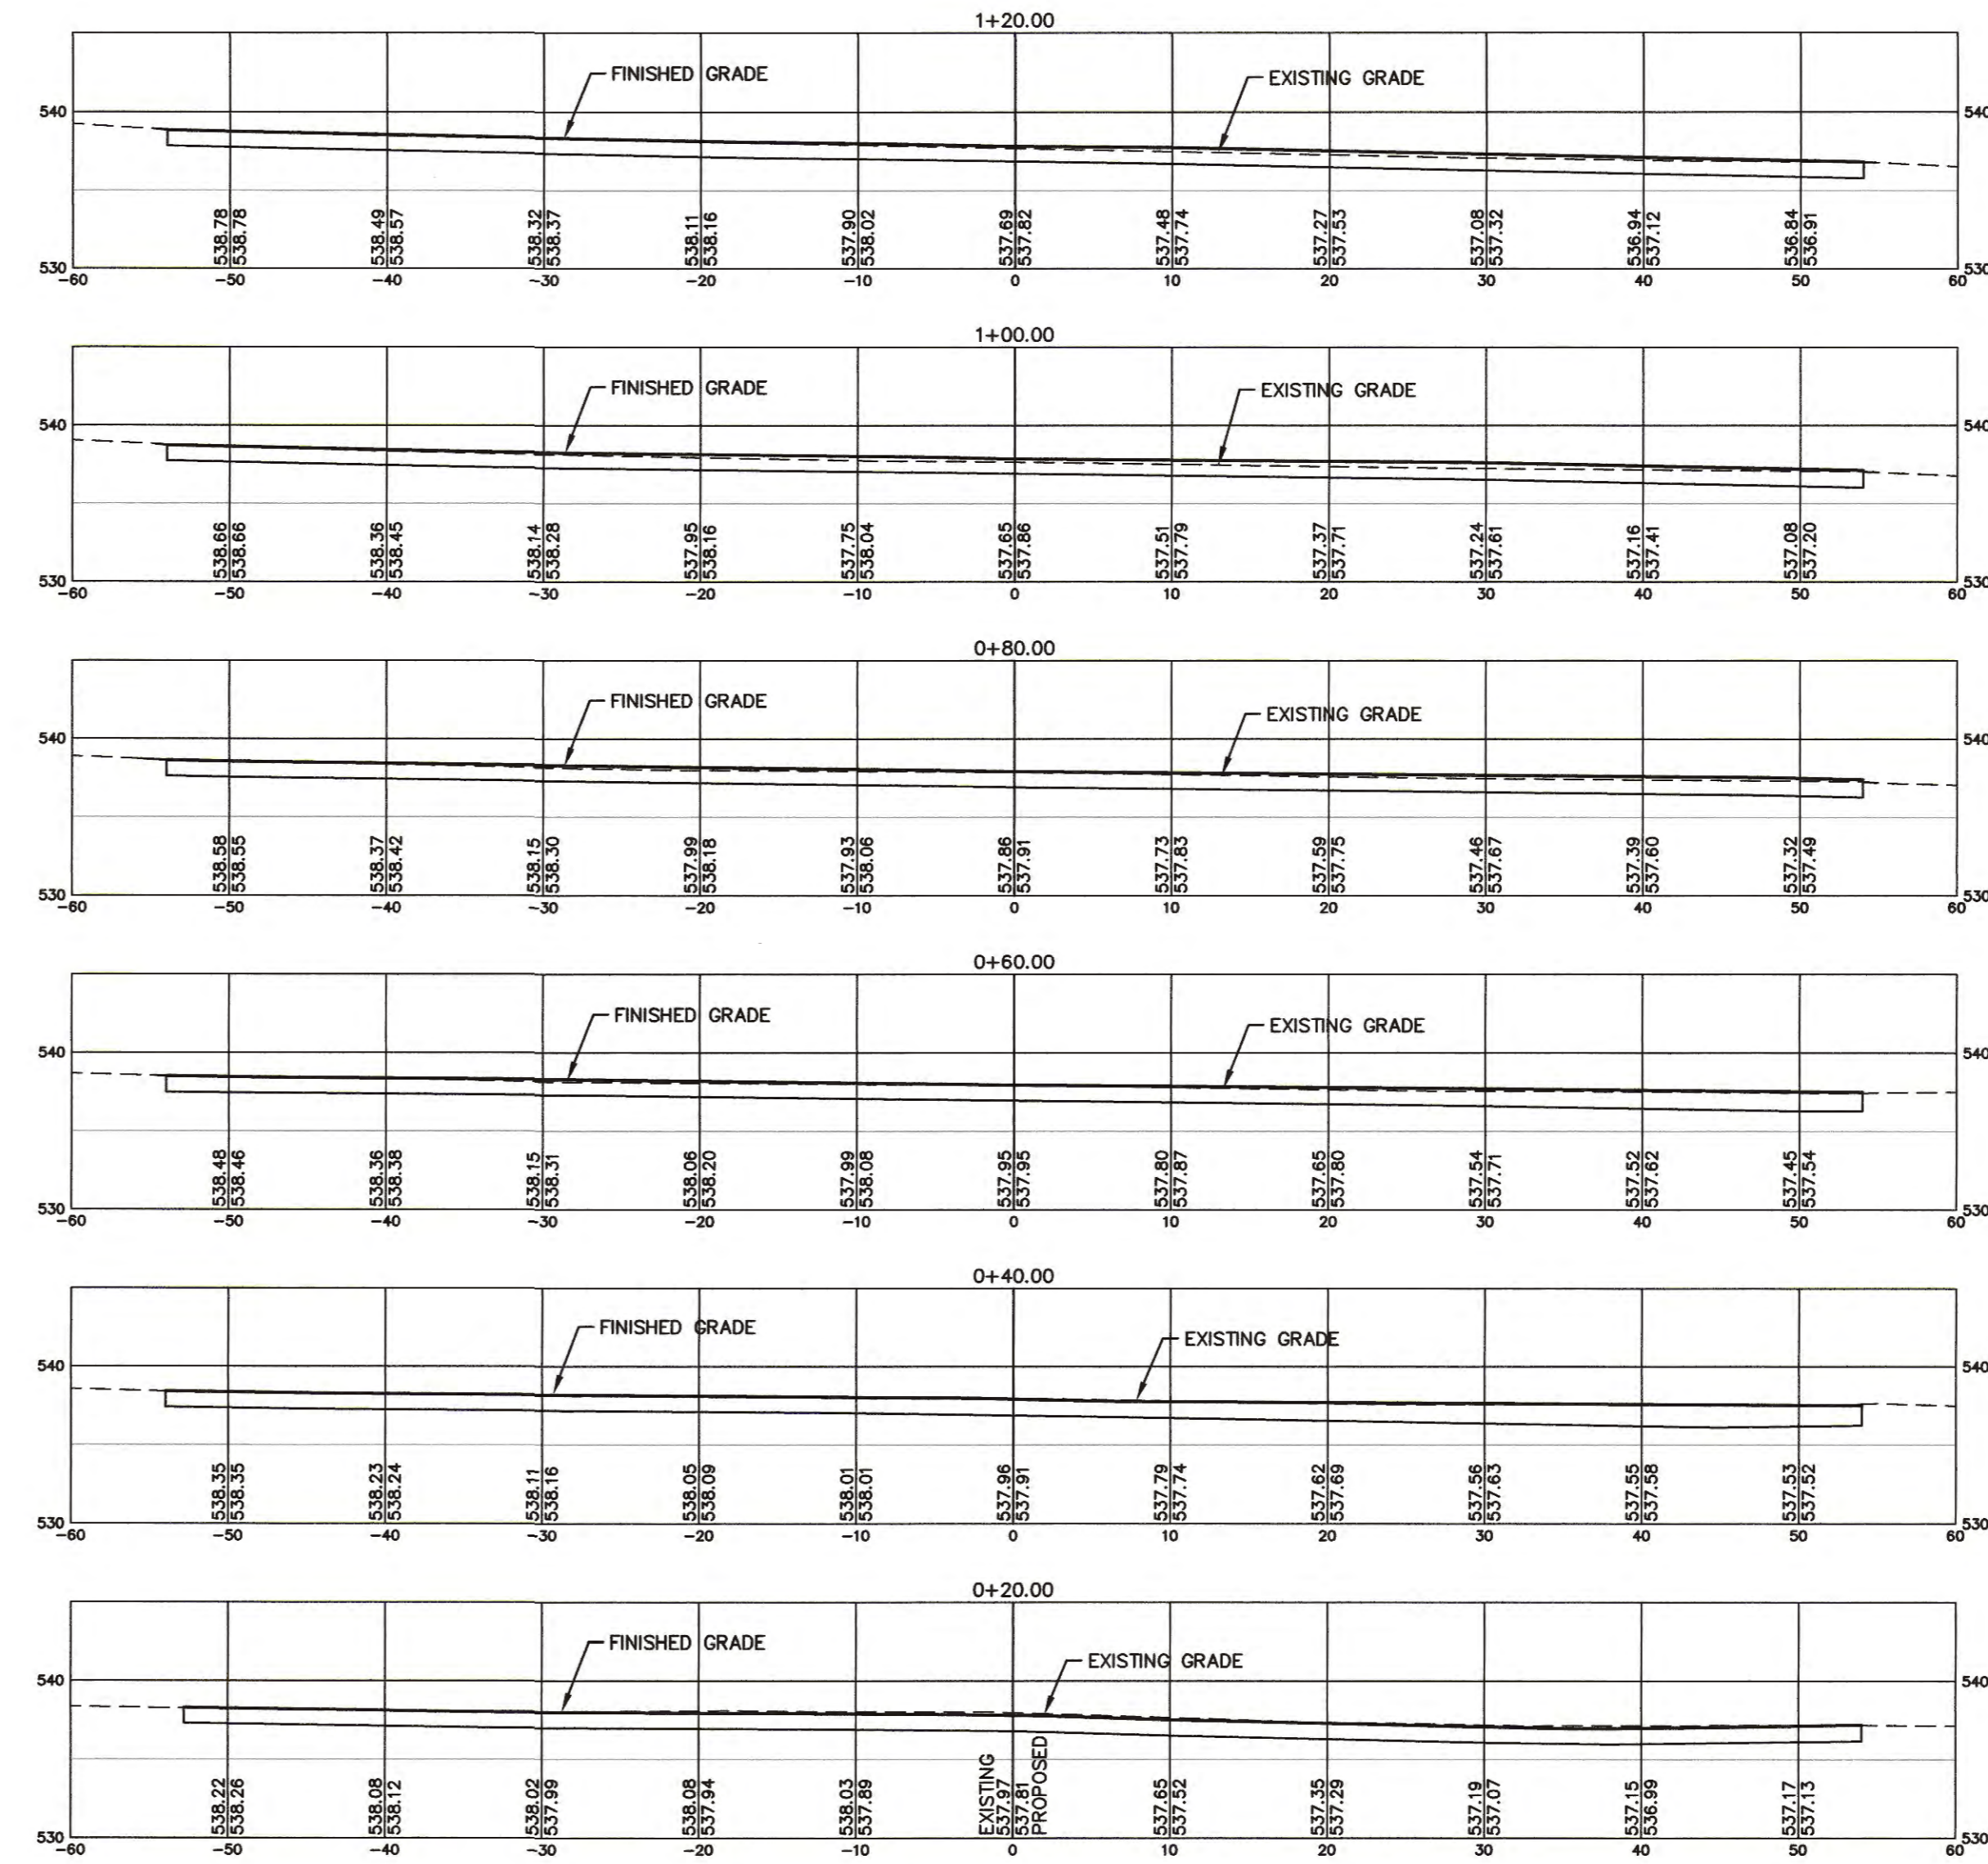 1+20.00
FINISHED GRADE
EXISTING GRADE
540 540
538.78 538.49 538.32 538.11 537.90 537.69 537.48 537.27 537.08 536.94 536.84
538.78 538.57 538.37 538.16 538.02 537.82 537.74 537.53 537.32 537.12 536.91
530 530
-60 -50 -40 -30 -20 -10 0 10 20 30 40 50 60
1+00.00
FINISHED GRADE
EXISTING GRADE
540 540
538.66 538.36 538.14 537.95 537.75 537.65 537.51 537.37 537.24 537.16 537.08
538.66 538.45 538.28 538.16 538.04 537.86 537.79 537.71 537.61 537.41 537.20
530 530
-60 -50 -40 -30 -20 -10 0 10 20 30 40 50 60
0+80.00
FINISHED GRADE
EXISTING GRADE
540 540
538.58 538.37 538.15 537.99 537.93 537.86 537.73 537.59 537.46 537.39 537.32
538.55 538.42 538.30 538.18 538.06 537.91 537.83 537.75 537.67 537.60 537.49
530 530
-60 -50 -40 -30 -20 -10 0 10 20 30 40 50 60
0+60.00
FINISHED GRADE
EXISTING GRADE
540 540
538.48 538.36 538.15 538.06 537.99 537.95 537.80 537.65 537.54 537.52 537.45
538.46 538.38 538.31 538.20 538.08 537.95 537.87 537.80 537.71 537.62 537.54
530 530
-60 -50 -40 -30 -20 -10 0 10 20 30 40 50 60
0+40.00
FINISHED GRADE
EXISTING GRADE
540 540
538.35 538.23 538.11 538.05 538.01 537.96 537.79 537.62 537.56 537.55 537.53
538.35 538.24 538.16 538.09 538.01 537.91 537.74 537.69 537.63 537.58 537.52
530 530
-60 -50 -40 -30 -20 -10 0 10 20 30 40 50 60
0+20.00
FINISHED GRADE
EXISTING GRADE
540 540
EXISTING
538.22 538.08 538.02 538.08 538.03 537.97 537.65 537.35 537.19 537.15 537.17
538.26 538.12 537.99 537.94 537.89 537.81 537.52 537.29 537.07 536.99 537.13
PROPOSED
530 530
-60 -50 -40 -30 -20 -10 0 10 20 30 40 50 60